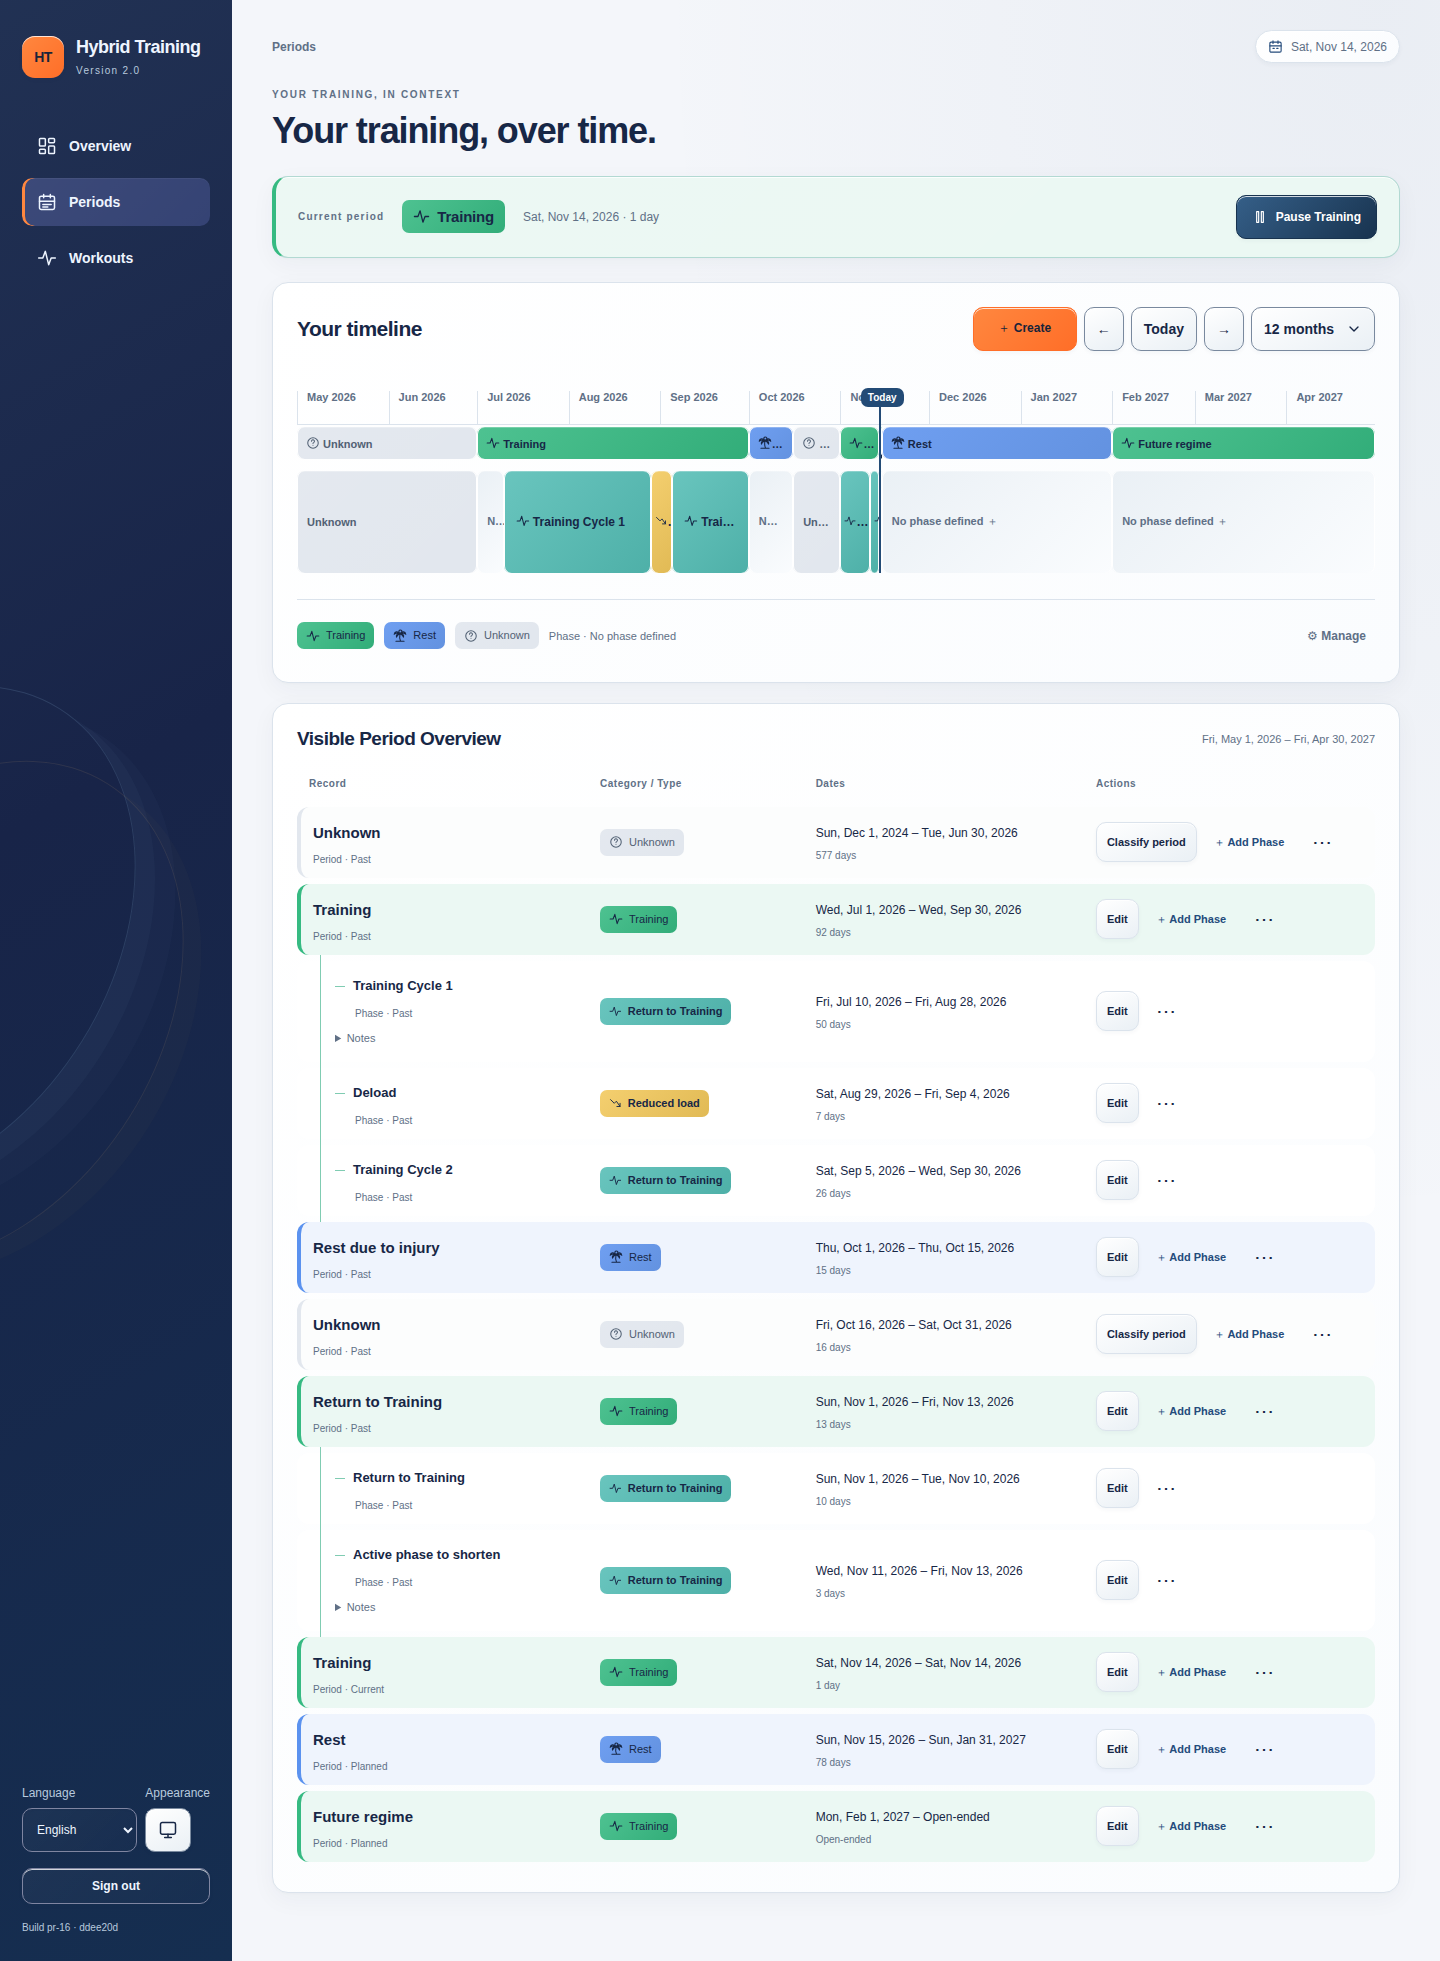 HT
Hybrid Training
Version 2.0
Overview
Periods
Workouts
Language
Appearance
English
Sign out
Build pr-16 · ddee20d
Periods
Sat, Nov 14, 2026
YOUR TRAINING, IN CONTEXT
Your training, over time.
Current period
Training
Sat, Nov 14, 2026 · 1 day
Pause Training
Your timeline
+ Create
←
Today
→
12 months
May 2026
Jun 2026
Jul 2026
Aug 2026
Sep 2026
Oct 2026
Today
Dec 2026
Jan 2027
Feb 2027
Mar 2027
Apr 2027
Unknown
Training
...
...
...
Rest
Future regime
Unknown
N...
Training Cycle 1
Trai...
N...
Un...
...
No phase defined +
No phase defined +
Training
Rest
Unknown
Phase · No phase defined
⚙ Manage
Visible Period Overview
Fri, May 1, 2026 – Fri, Apr 30, 2027
Record
Category / Type
Dates
Actions
Unknown
Period · Past
Unknown
Sun, Dec 1, 2024 – Tue, Jun 30, 2026
577 days
Classify period
+ Add Phase
···
Training
Period · Past
Training
Wed, Jul 1, 2026 – Wed, Sep 30, 2026
92 days
Edit
+ Add Phase
···
— Training Cycle 1
Phase · Past
▶ Notes
Return to Training
Fri, Jul 10, 2026 – Fri, Aug 28, 2026
50 days
Edit
···
— Deload
Phase · Past
Reduced load
Sat, Aug 29, 2026 – Fri, Sep 4, 2026
7 days
Edit
···
— Training Cycle 2
Phase · Past
Return to Training
Sat, Sep 5, 2026 – Wed, Sep 30, 2026
26 days
Edit
···
Rest due to injury
Period · Past
Rest
Thu, Oct 1, 2026 – Thu, Oct 15, 2026
15 days
Edit
+ Add Phase
···
Unknown
Period · Past
Unknown
Fri, Oct 16, 2026 – Sat, Oct 31, 2026
16 days
Classify period
+ Add Phase
···
Return to Training
Period · Past
Training
Sun, Nov 1, 2026 – Fri, Nov 13, 2026
13 days
Edit
+ Add Phase
···
— Return to Training
Phase · Past
Return to Training
Sun, Nov 1, 2026 – Tue, Nov 10, 2026
10 days
Edit
···
— Active phase to shorten
Phase · Past
▶ Notes
Return to Training
Wed, Nov 11, 2026 – Fri, Nov 13, 2026
3 days
Edit
···
Training
Period · Current
Training
Sat, Nov 14, 2026 – Sat, Nov 14, 2026
1 day
Edit
+ Add Phase
···
Rest
Period · Planned
Rest
Sun, Nov 15, 2026 – Sun, Jan 31, 2027
78 days
Edit
+ Add Phase
···
Future regime
Period · Planned
Training
Mon, Feb 1, 2027 – Open-ended
Open-ended
Edit
+ Add Phase
···